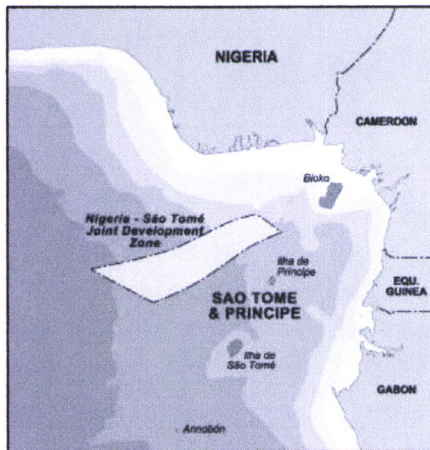 NIGERIA
CAMEROON
Bioko
Nigeria - São Tomé
Joint Development
Zone
Ilha de
Príncipe
EQU.
GUINEA
SAO TOME
& PRINCIPE
Ilha de
São Tomé
GABON
Annobón